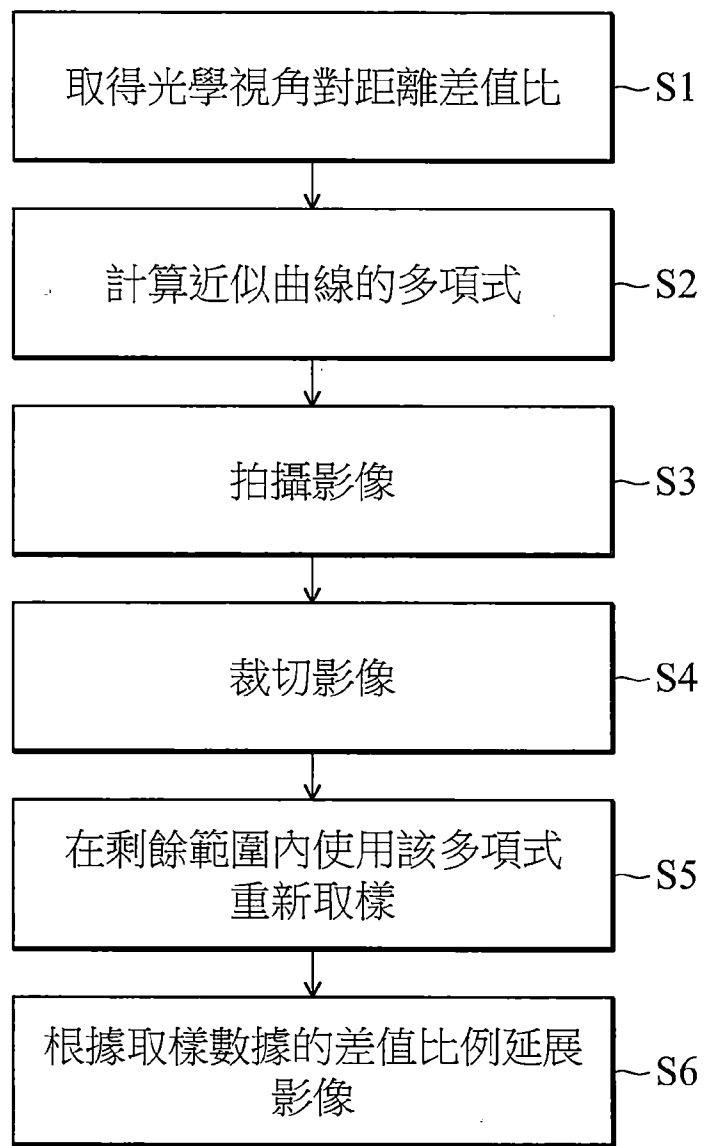 取得光學視角對距離差值比
S1
計算近似曲線的多項式
S2
拍攝影像
S3
裁切影像
S4
在剩餘範圍內使用該多項式
重新取樣
S5
根據取樣數據的差值比例延展
影像
S6